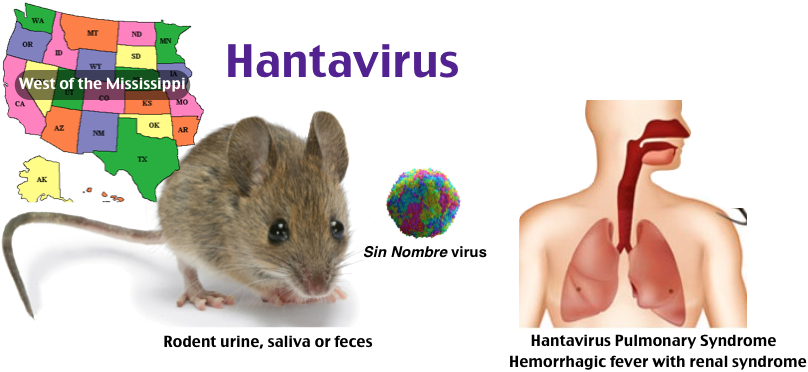 Hantavirus
WA
MT
ND
MN
OR
ID
SD
WY
IA
West of the Mississippi
CA
CO
KS
MO
AZ
NM
OK
AR
TX
AK
Sin Nombre virus
Rodent urine, saliva or feces
Hantavirus Pulmonary Syndrome
Hemorrhagic fever with renal syndrome